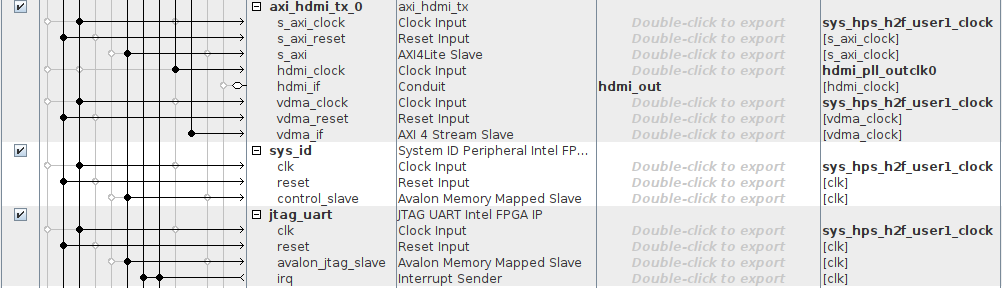 axi_hdmi_tx_0 axi_hdmi_tx
s_axi_clock Clock Input Double-click to export sys_hps_h2f_user1_clock
s_axi_reset Reset Input Double-click to export [s_axi_clock]
s_axi AXI4Lite Slave Double-click to export [s_axi_clock]
hdmi_clock Clock Input Double-click to export hdmi_pll_outclk0
hdmi_if Conduit hdmi_out [hdmi_clock]
vdma_clock Clock Input Double-click to export sys_hps_h2f_user1_clock
vdma_reset Reset Input Double-click to export [vdma_clock]
vdma_if AXI 4 Stream Slave Double-click to export [vdma_clock]
sys_id System ID Peripheral Intel FP...
clk Clock Input Double-click to export sys_hps_h2f_user1_clock
reset Reset Input Double-click to export [clk]
control_slave Avalon Memory Mapped Slave Double-click to export [clk]
jtag_uart JTAG UART Intel FPGA IP
clk Clock Input Double-click to export sys_hps_h2f_user1_clock
reset Reset Input Double-click to export [clk]
avalon_jtag_slave Avalon Memory Mapped Slave Double-click to export [clk]
irq Interrupt Sender Double-click to export [clk]